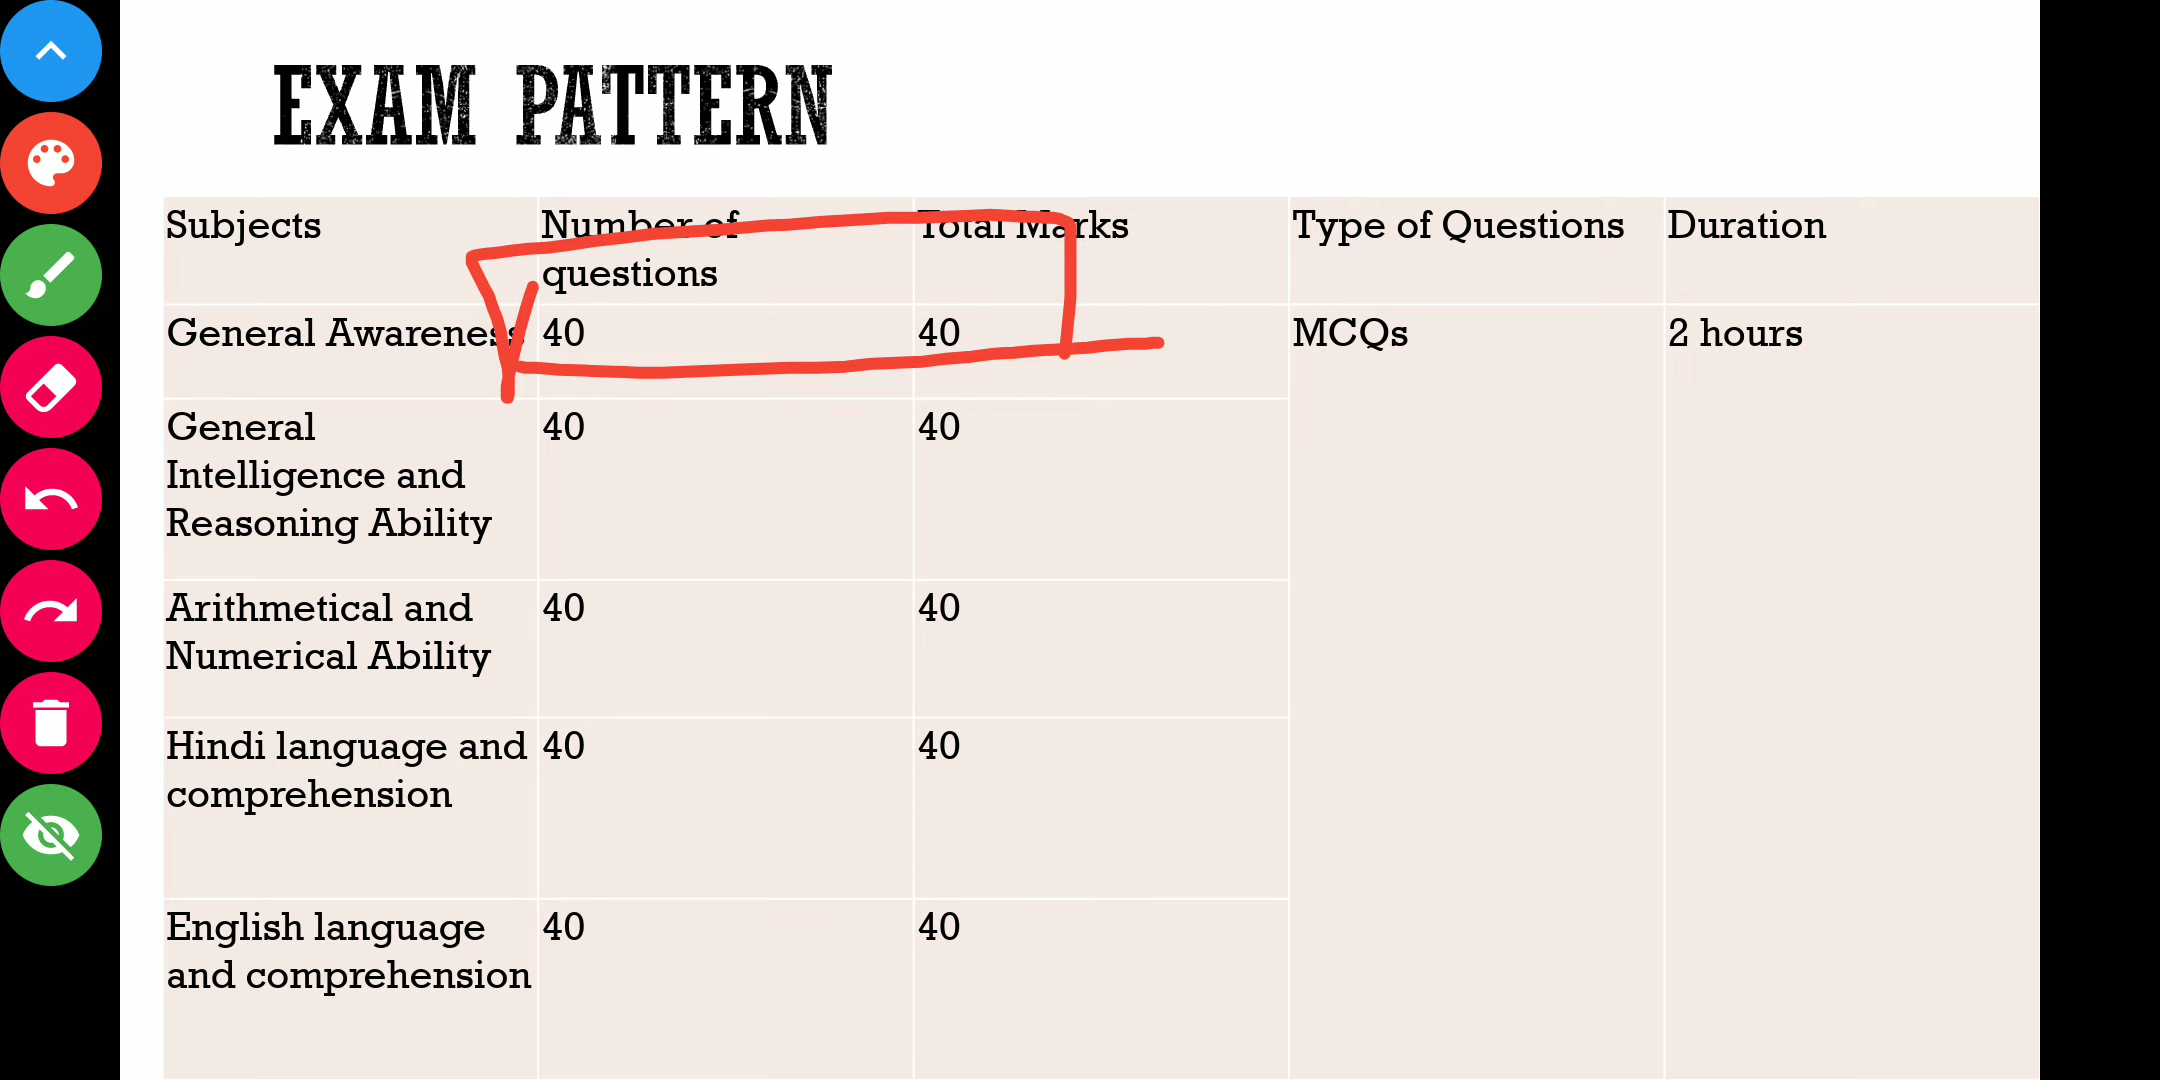 EXAM PATTERN
Subjects
Number of
questions
Total Marks
Type of Questions
Duration
General Awareness
40
40
MCQs
2 hours
General
Intelligence and
Reasoning Ability
40
40
Arithmetical and
Numerical Ability
40
40
Hindi language and
comprehension
40
40
English language
and comprehension
40
40